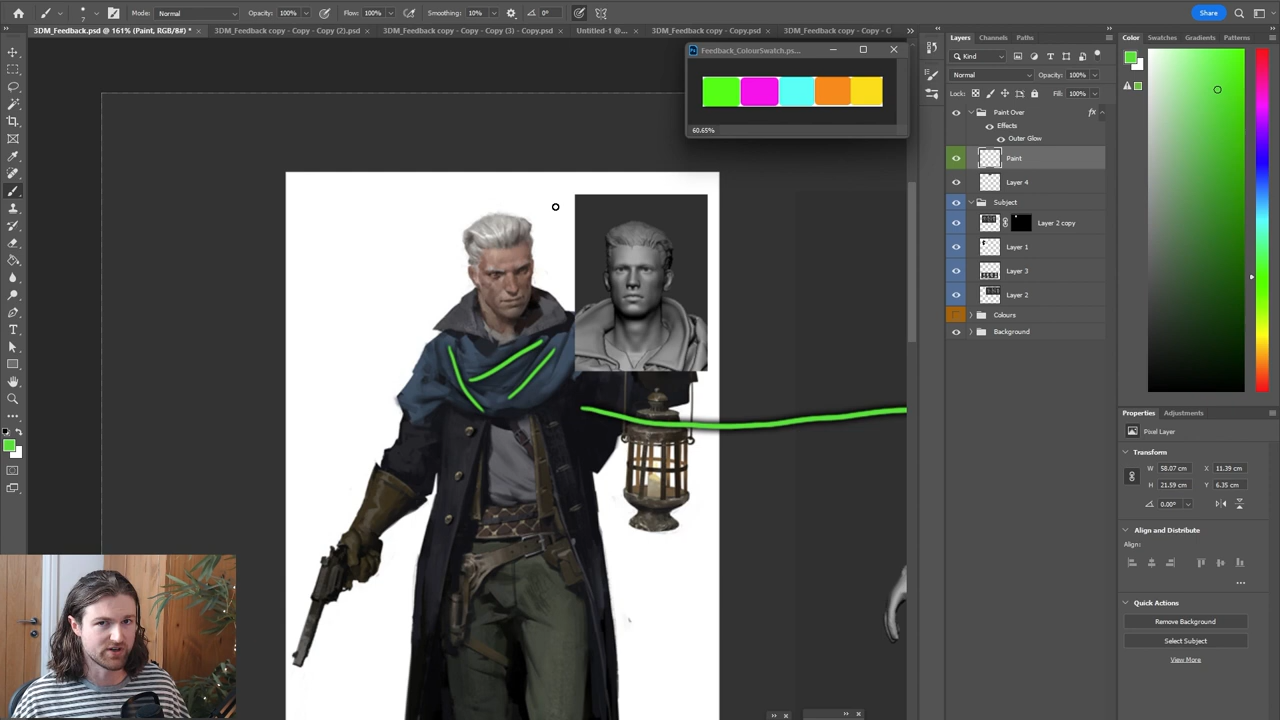 Mode: Normal Opacity: 100% Flow: 100% Smoothing: 10% 0° Share
7
3DM_Feedback.psd @ 161% (Paint, RGB/8#) * × 3DM_Feedback copy - Copy (2).psd × 3DM_Feedback copy - Copy (3) - Copy.psd × Untitled-1 @... × 3DM_Feedback copy - Copy.psd × 3DM_Feedback copy - Copy - C
Feedback_ColourSwatch.ps...
60.65%
Layers Channels Paths
Kind
Normal Opacity: 100%
Lock: Fill: 100%
Paint Over fx
Effects
Outer Glow
Paint
Layer 4
Subject
Layer 2 copy
Layer 1
Layer 3
Layer 2
Colours
Background
Color Swatches Gradients Patterns
Properties Adjustments
Pixel Layer
Transform
W 58.07 cm X 11.39 cm
H 21.59 cm Y 6.35 cm
0.00°
Align and Distribute
Align:
Quick Actions
Remove Background
Select Subject
View More